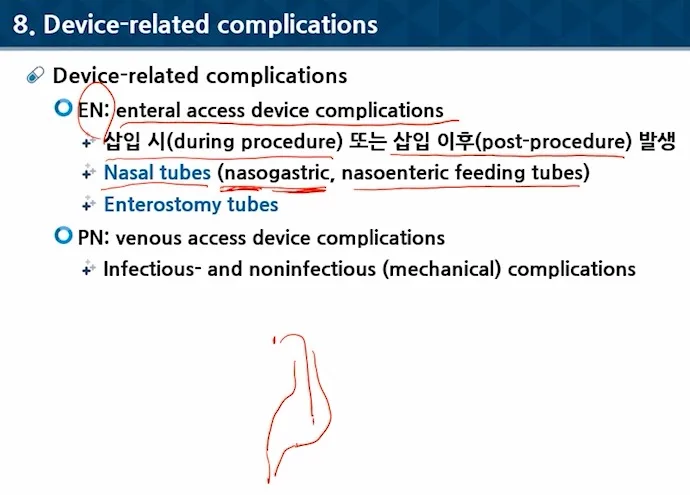 8. Device-related complications
Device-related complications
EN: enteral access device complications
삽입 시(during procedure) 또는 삽입 이후(post-procedure) 발생
Nasal tubes (nasogastric, nasoenteric feeding tubes)
Enterostomy tubes
PN: venous access device complications
Infectious- and noninfectious (mechanical) complications